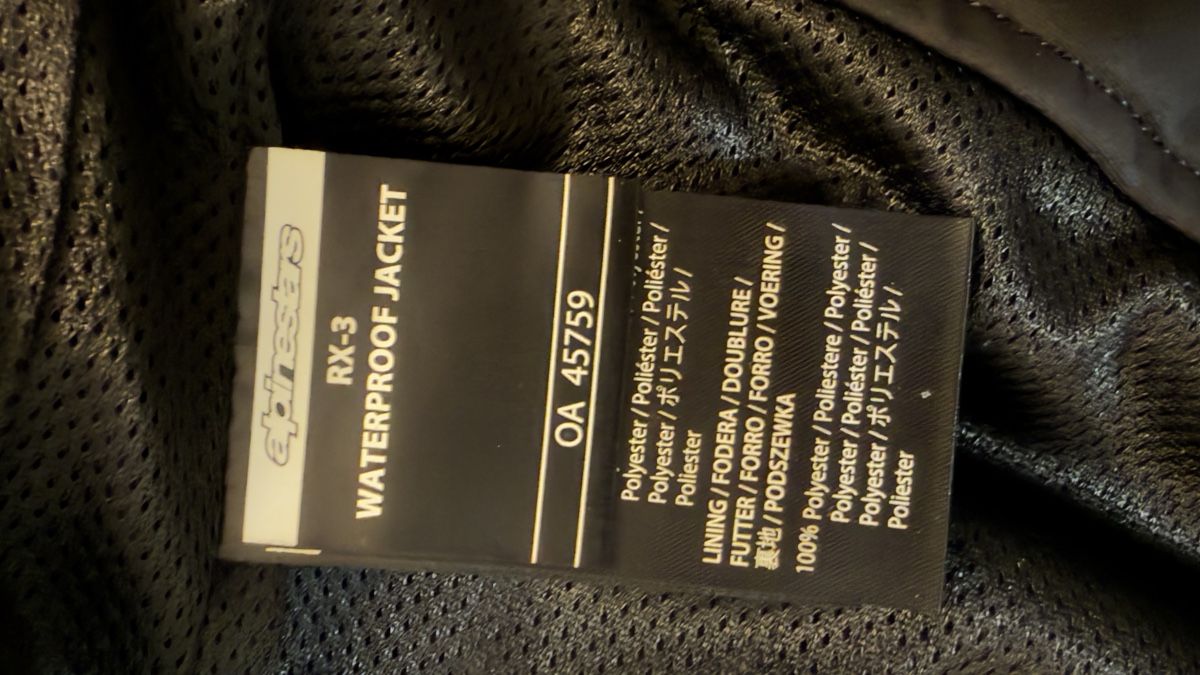 alpinestars
RX-3
WATERPROOF JACKET
OA 45759
Polyester / Poliéster / Poliéster /
Polyester / ポリエステル /
Poliester
LINING / FODERA / DOUBLURE /
FUTTER / FORRO / FORRO / VOERING /
裏地 / PODSZEWKA
100% Polyester / Poliestere / Polyester /
Polyester / Poliéster / Poliéster /
Polyester / ポリエステル /
Poliester